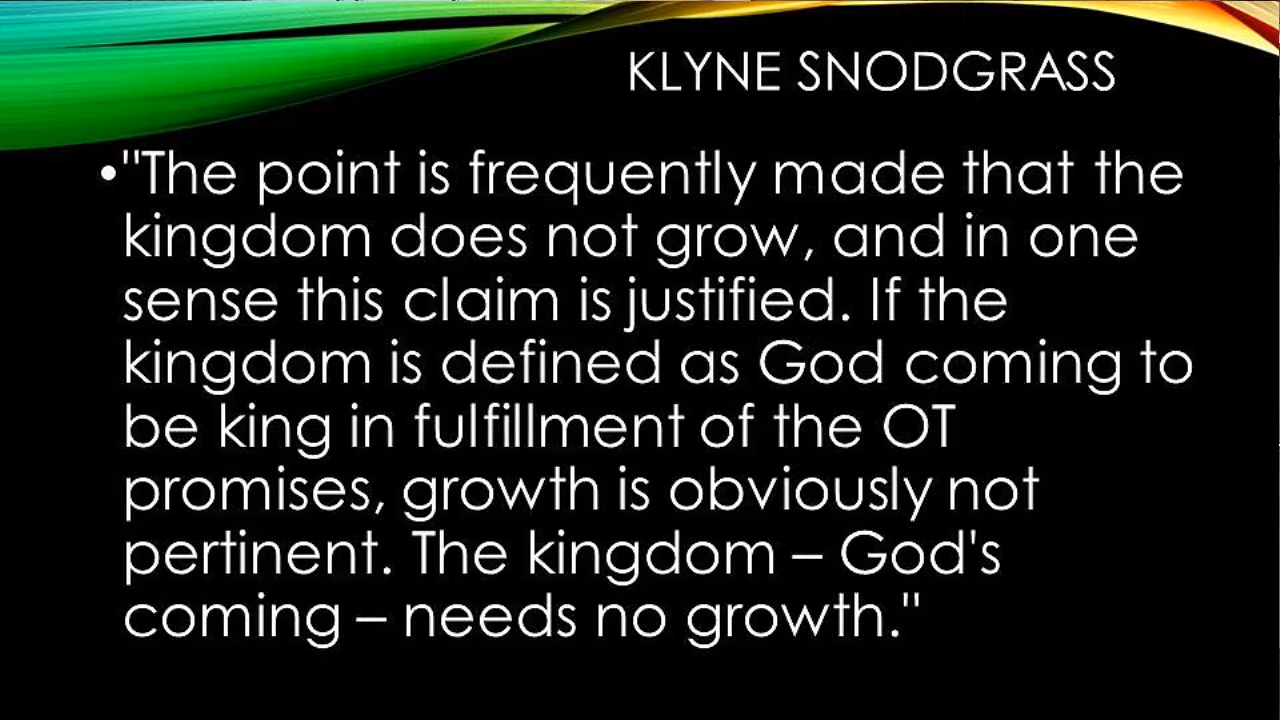 KLYNE SNODGRASS
•"The point is frequently made that the
kingdom does not grow, and in one
sense this claim is justified. If the
kingdom is defined as God coming to
be king in fulfillment of the OT
promises, growth is obviously not
pertinent. The kingdom – God's
coming – needs no growth."